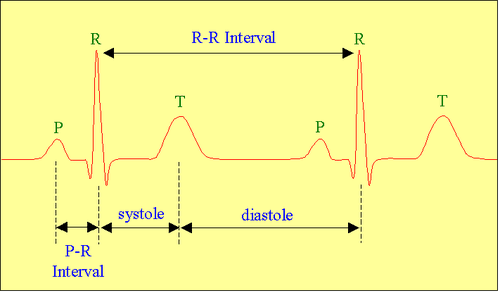 R
R-R Interval
R
T
T
P
P
systole
diastole
P-R
Interval